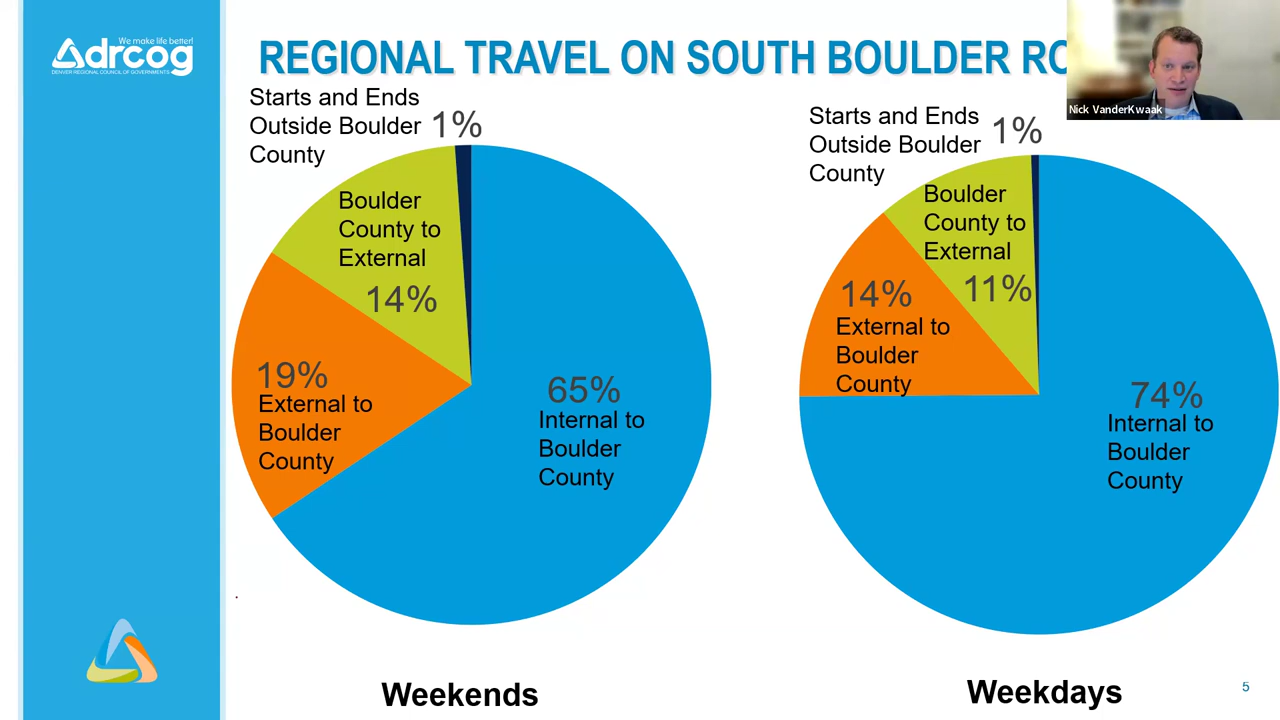 We make life better!
drcog
DENVER REGIONAL COUNCIL OF GOVERNMENTS
REGIONAL TRAVEL ON SOUTH BOULDER
Nick VanderKwaak
Starts and Ends
Outside Boulder
County
1%
Boulder
County to
External
14%
19%
External to
Boulder
County
65%
Internal to
Boulder
County
Weekends
Starts and Ends
Outside Boulder
County
1%
Boulder
County to
External
11%
14%
External to
Boulder
County
74%
Internal to
Boulder
County
Weekdays
5